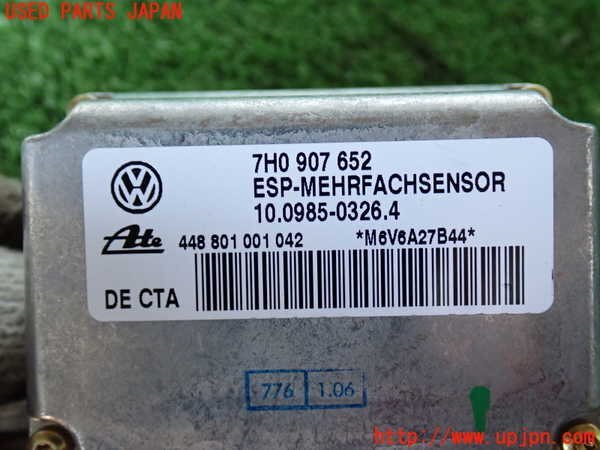 USED PARTS JAPAN
7H0 907 652
ESP-MEHRFACHSENSOR
10.0985-0326.4
Ate 448 801 001 042 *M6V6A27B44*
DE CTA
776 1.06
http://www.upjpn.com